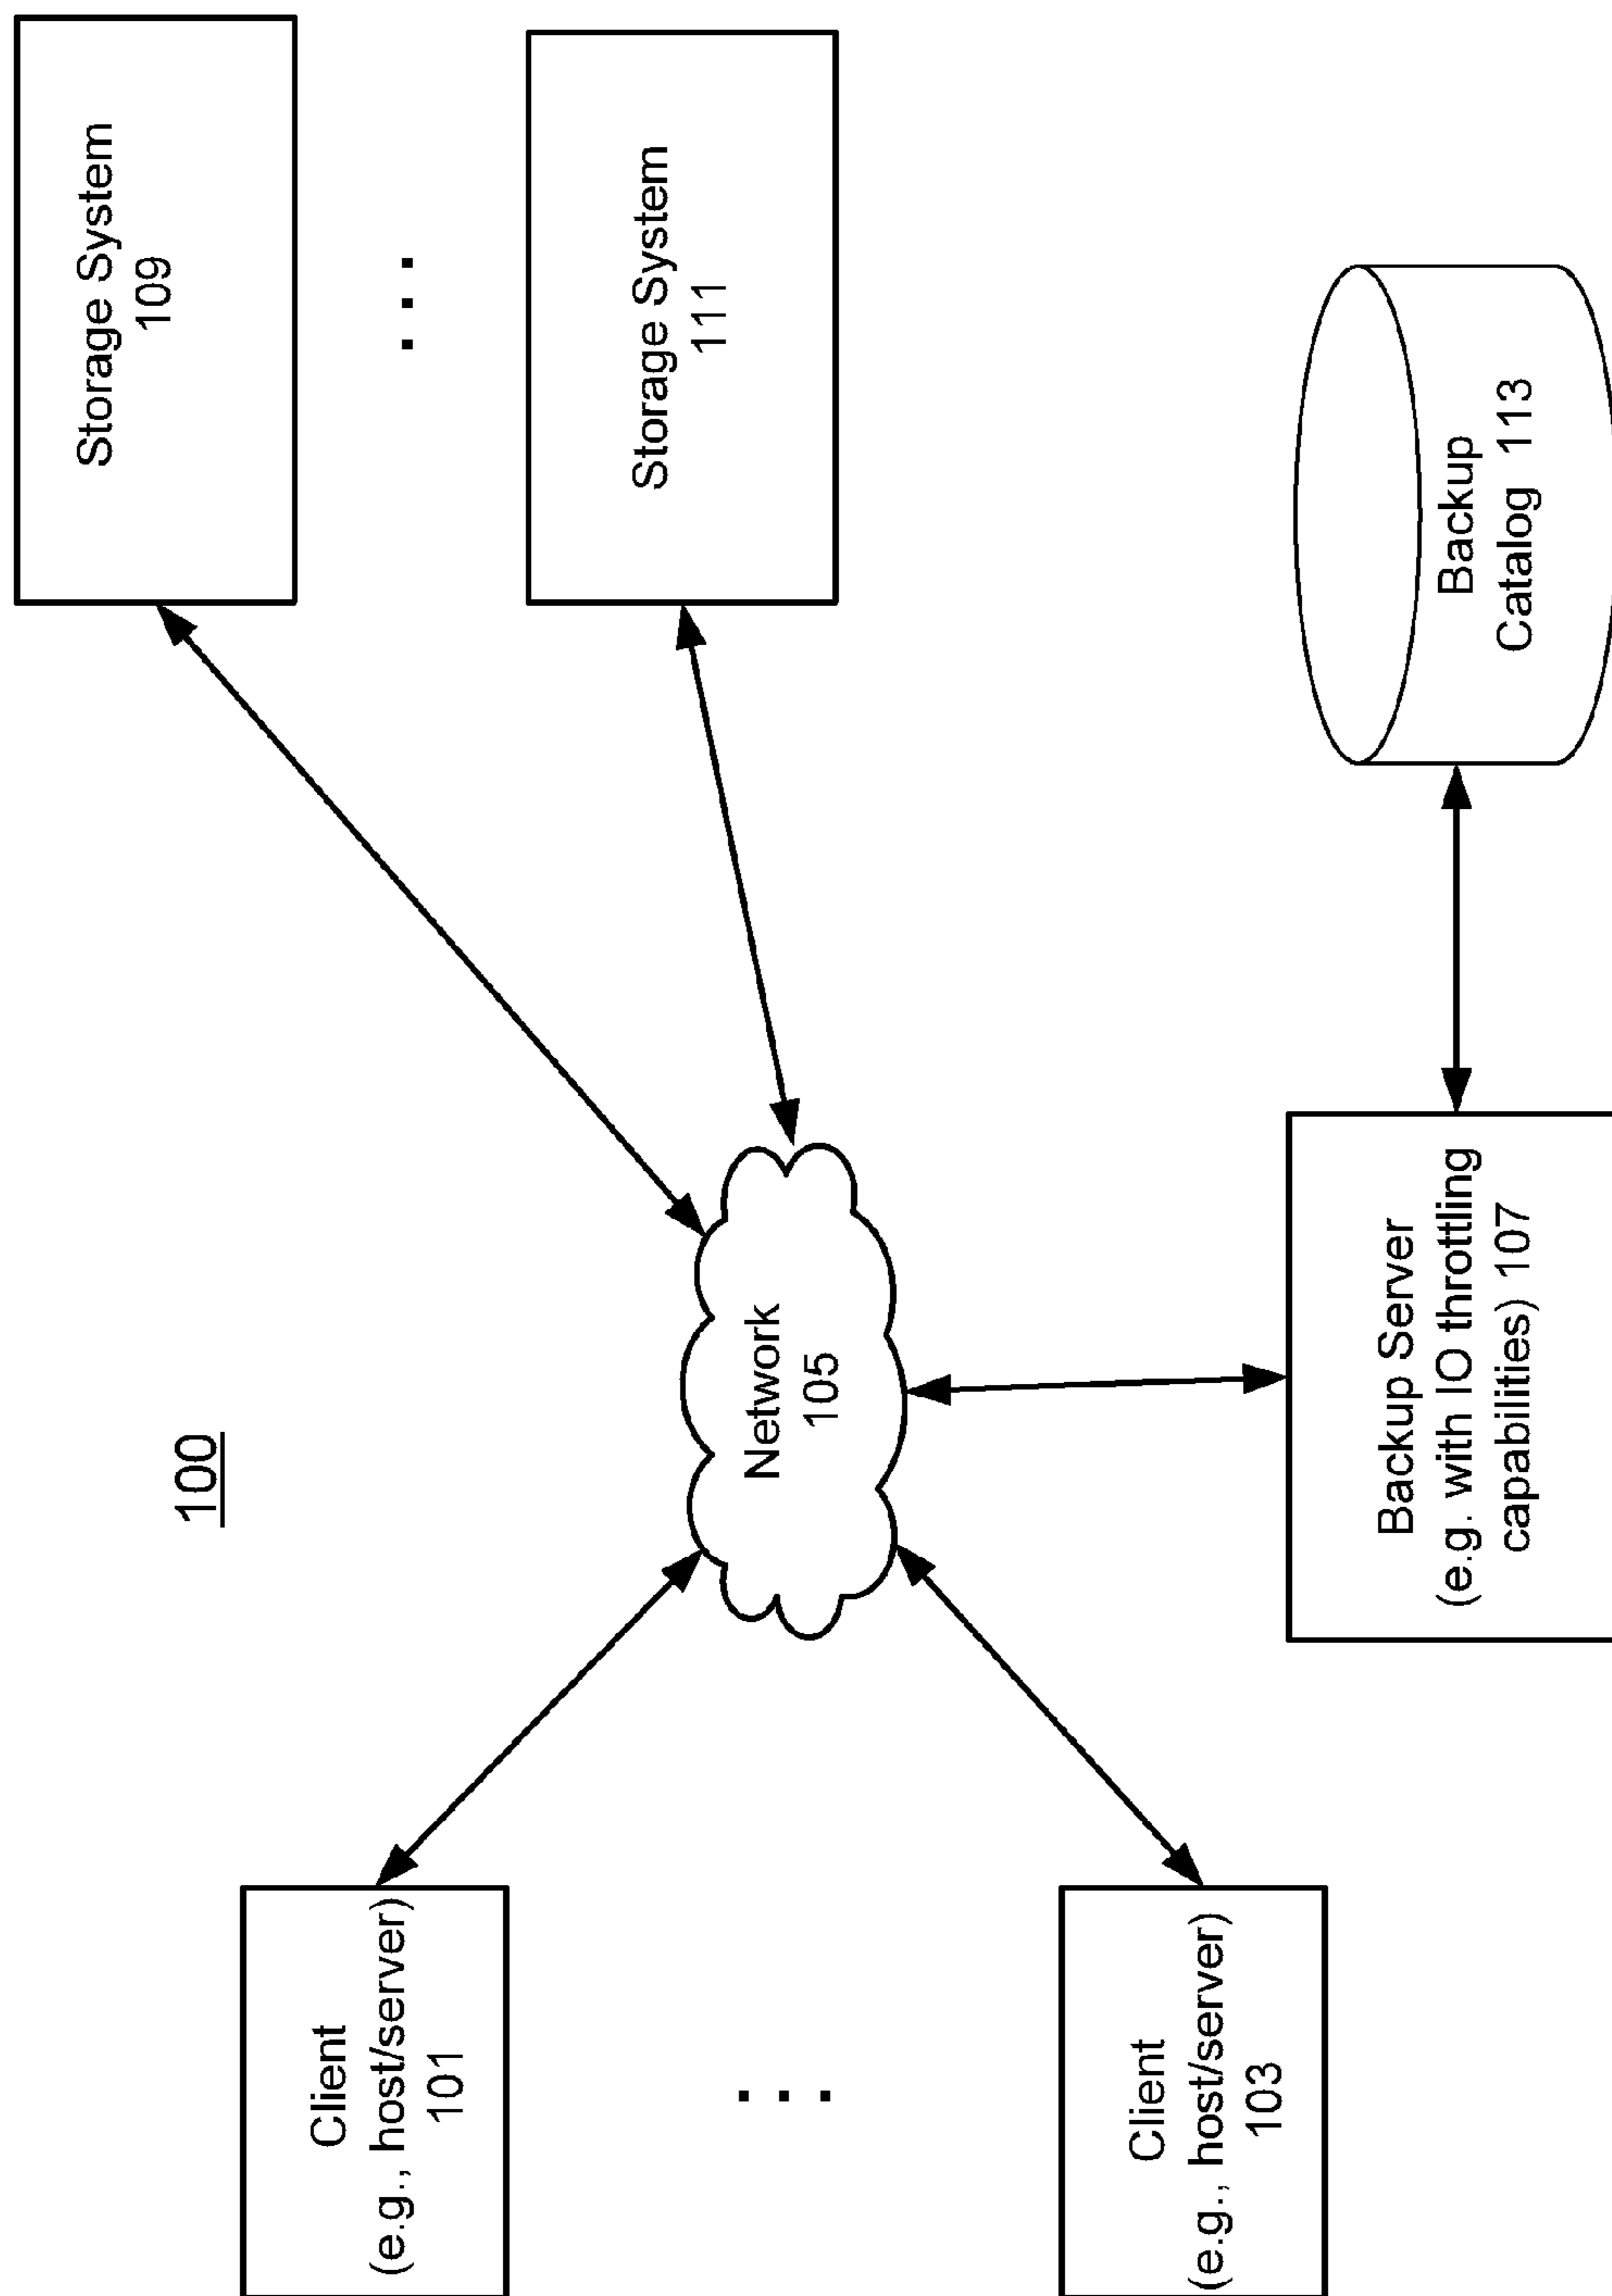 100
Client
(e.g., host/server)
101
. . .
Client
(e.g., host/server)
103
Network
105
Storage System
109
. . .
Storage System
111
Backup Server
(e.g. with IO throttling
capabilities) 107
Backup
Catalog 113